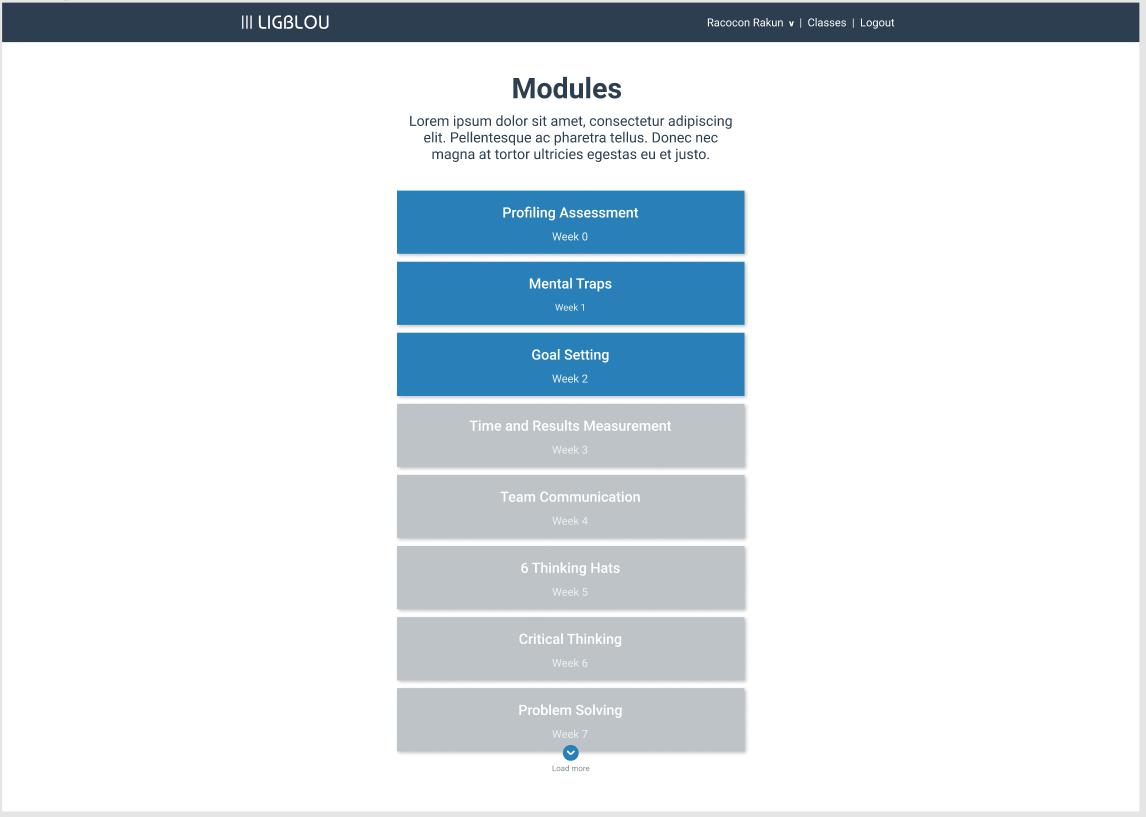 LIGBLOU
Racocon Rakun v | Classes | Logout
Modules
Lorem ipsum dolor sit amet, consectetur adipiscing
elit. Pellentesque ac pharetra tellus. Donec nec
magna at tortor ultricies egestas eu et justo.
Profiling Assessment
Week 0
Mental Traps
Week 1
Goal Setting
Week 2
Time and Results Measurement
Week 3
Team Communication
Week 4
6 Thinking Hats
Week 5
Critical Thinking
Week 6
Problem Solving
Week 7
Load more